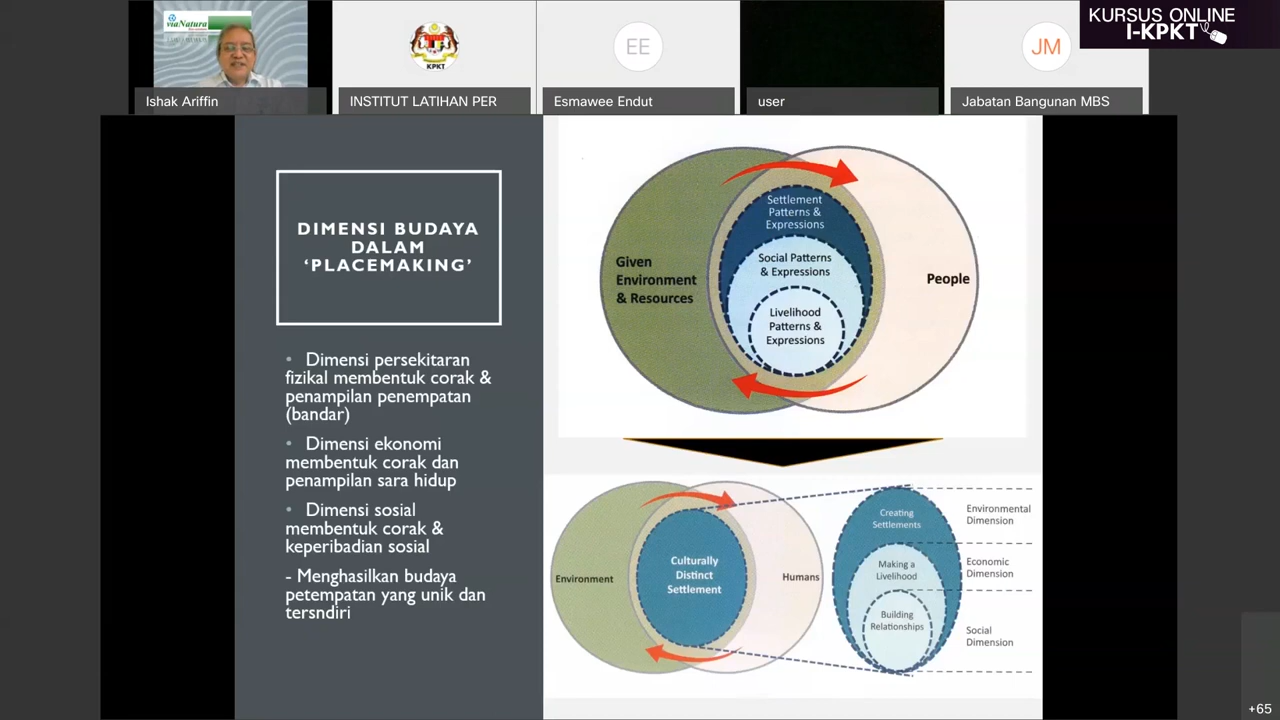 viaNatura
KPKT
EE
JM
KURSUS ONLINE
I-KPKT
Ishak Ariffin
INSTITUT LATIHAN PER
Esmawee Endut
user
Jabatan Bangunan MBS
DIMENSI BUDAYA
DALAM
‘PLACEMAKING’
• Dimensi persekitaran
fizikal membentuk corak &
penampilan penempatan
(bandar)
• Dimensi ekonomi
membentuk corak dan
penampilan sara hidup
• Dimensi sosial
membentuk corak &
keperibadian sosial
- Menghasilkan budaya
petempatan yang unik dan
tersndiri
Given
Environment
& Resources
Settlement
Patterns &
Expressions
Social Patterns
& Expressions
Livelihood
Patterns &
Expressions
People
Environment
Culturally
Distinct
Settlement
Humans
Creating
Settlements
Making a
Livelihood
Building
Relationships
Environmental
Dimension
Economic
Dimension
Social
Dimension
+65